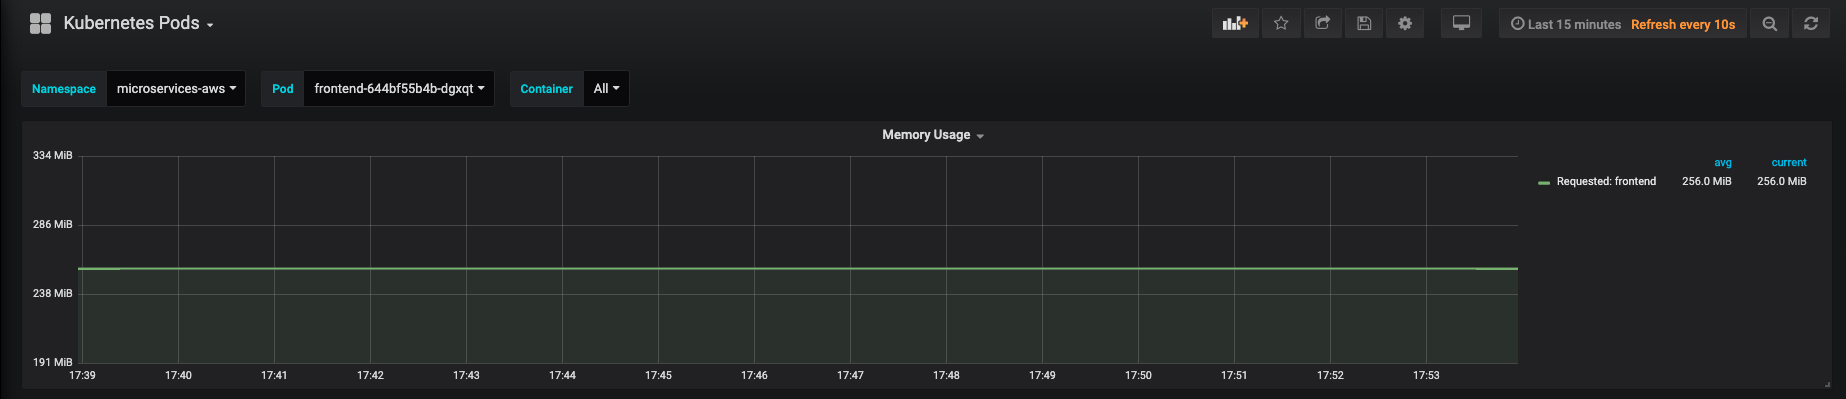 Kubernetes Pods
Last 15 minutes Refresh every 10s
Namespace microservices-aws Pod frontend-644bf55b4b-dgxqt Container All
Memory Usage
334 MiB
286 MiB
238 MiB
191 MiB
17:39 17:40 17:41 17:42 17:43 17:44 17:45 17:46 17:47 17:48 17:49 17:50 17:51 17:52 17:53
avg current
Requested: frontend 256.0 MiB 256.0 MiB